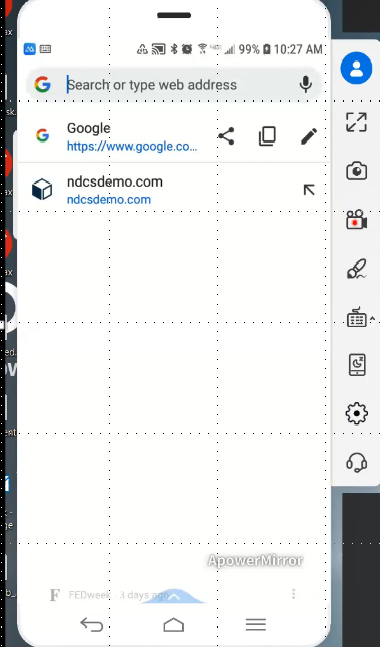 99% 10:27 AM
Search or type web address
Google
https://www.google.co...
ndcsdemo.com
ndcsdemo.com
ApowerMirror
F FEDweek · 3 days ago